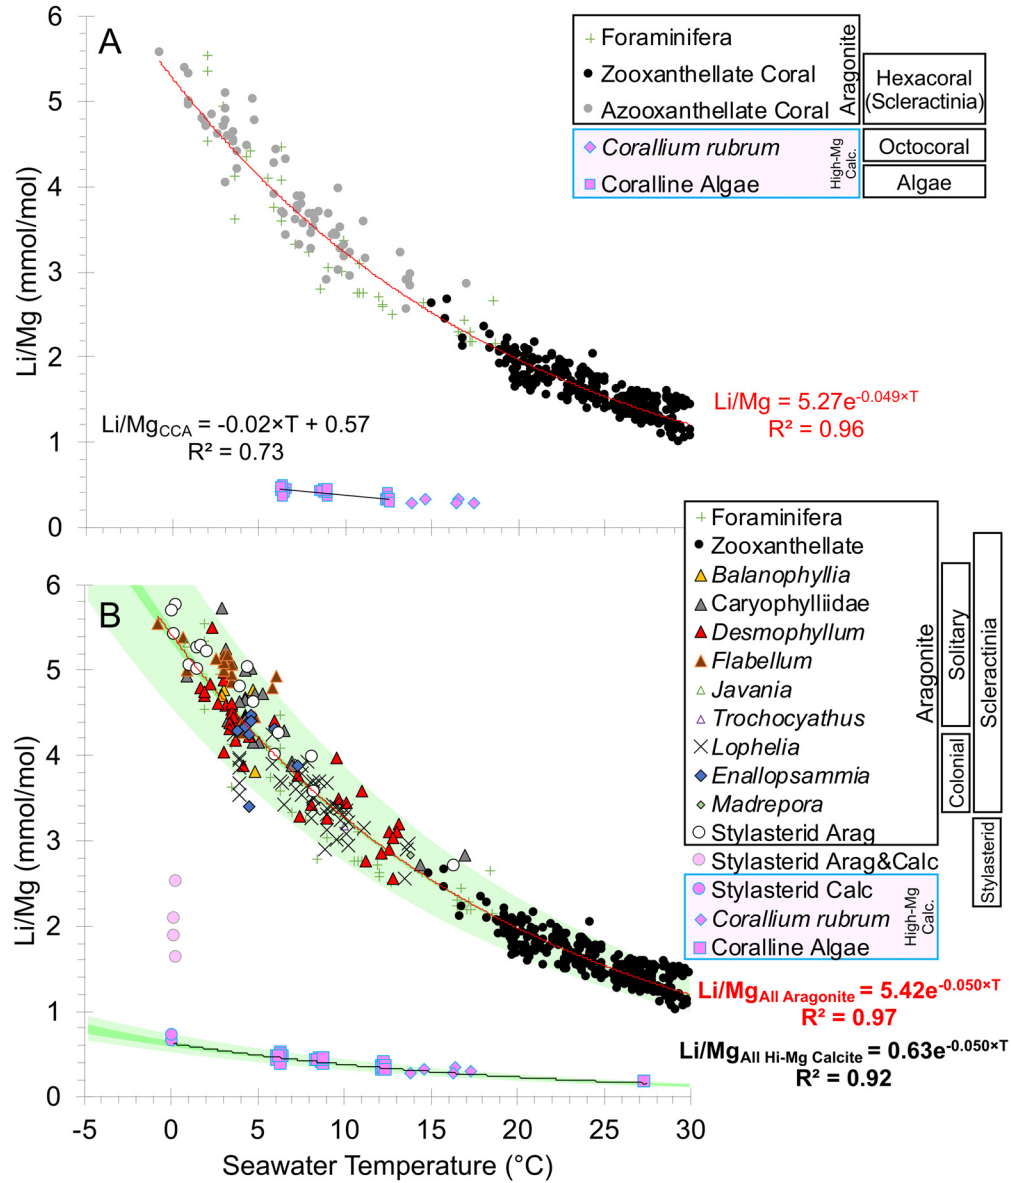 A
6
5
4
3
2
1
0
Li/Mg (mmol/mol)
Foraminifera
Zooxanthellate Coral
Azooxanthellate Coral
Aragonite
Corallium rubrum
Coralline Algae
High-Mg
Calc.
Hexacoral
(Scleractinia)
Octocoral
Algae
Li/Mg = 5.27e^-0.049×T
R² = 0.96
Li/MgCCA = -0.02×T + 0.57
R² = 0.73
B
6
5
4
3
2
1
0
Li/Mg (mmol/mol)
Foraminifera
Zooxanthellate
Balanophyllia
Caryophylliidae
Desmophyllum
Flabellum
Javania
Trochocyathus
Lophelia
Enallopsammia
Madrepora
Stylasterid Arag
Stylasterid Arag&Calc
Stylasterid Calc
Corallium rubrum
Coralline Algae
Aragonite
High-Mg
Calc.
Solitary
Colonial
Scleractinia
Stylasterid
Li/MgAll Aragonite = 5.42e^-0.050×T
R² = 0.97
Li/MgAll Hi-Mg Calcite = 0.63e^-0.050×T
R² = 0.92
-5 0 5 10 15 20 25 30
Seawater Temperature (°C)